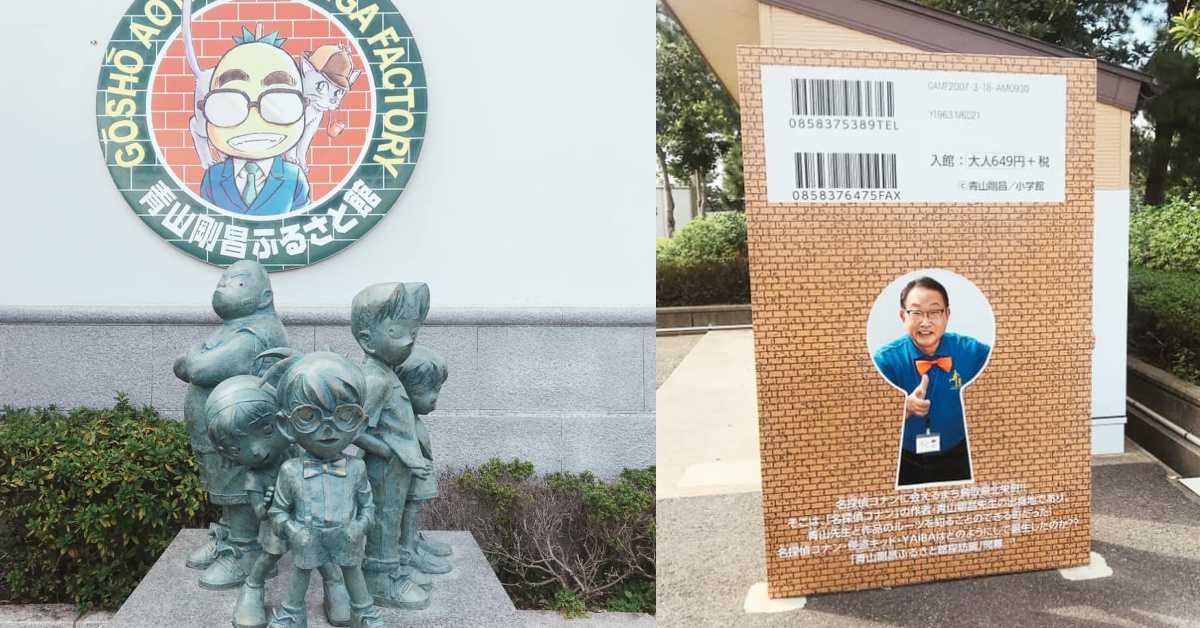 GŌSHŌ AO
GA FACTORY
青山剛昌ふるさと館
0858375389TEL
GAMF2007 3-18-AM0930
Y1963 M6D21
0858376475FAX
入館：大人649円＋税
©青山剛昌／小学館
名探偵コナンに会えるまち鳥取県北栄町!!
そこは、「名探偵コナン」の作者・青山剛昌先生の出身地であり、
青山先生と作品のルーツを知ることのできる町だった!
名探偵コナン・怪盗キッド・YAIBAはどのようにして誕生したのか??
「青山剛昌ふるさと館探訪編」開幕!